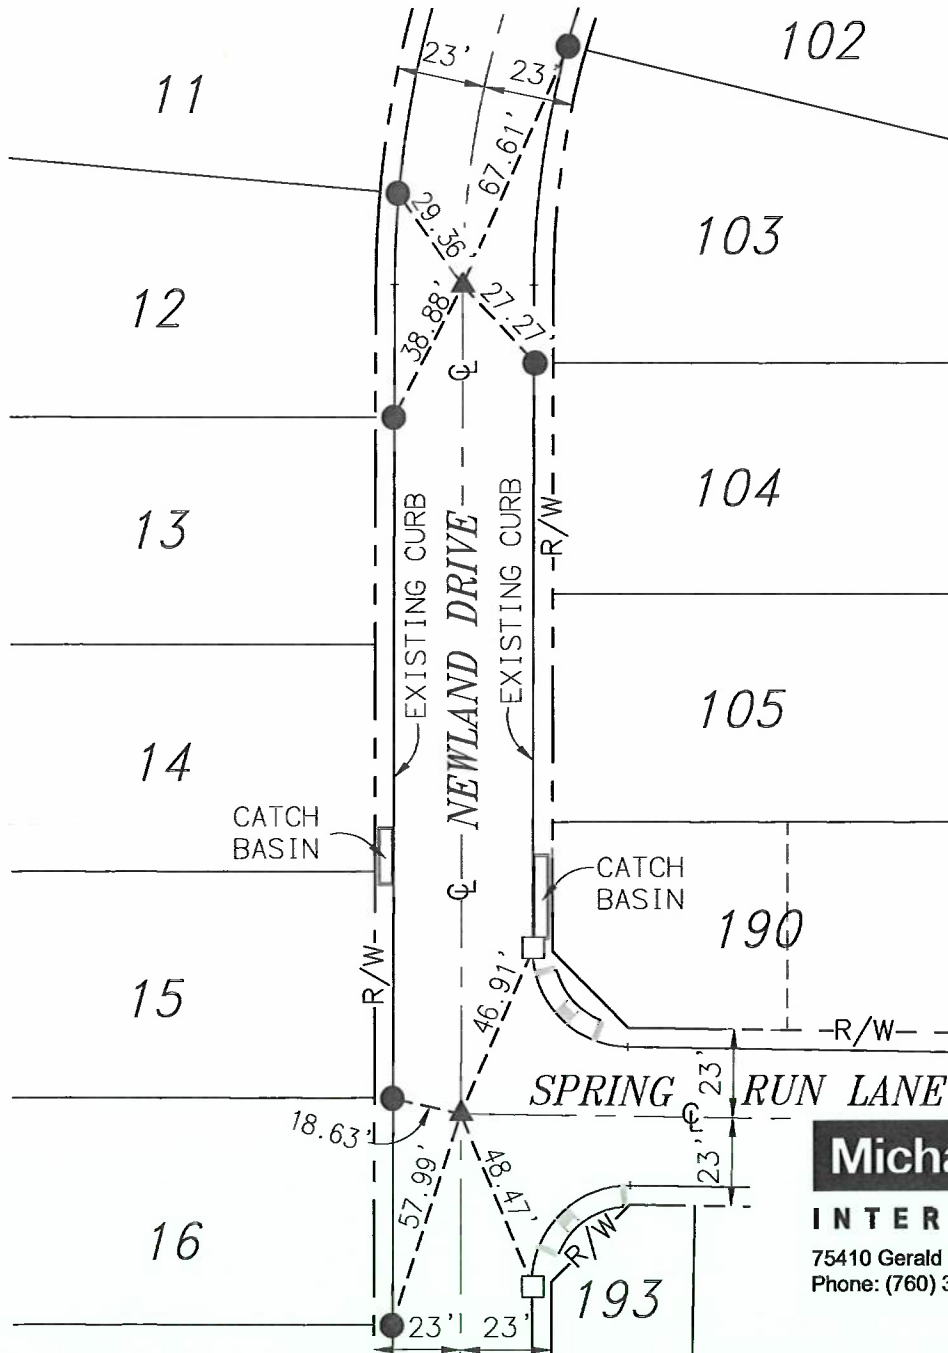 102
23'
23'
11
67.61'
29.36'
103
12
38.88'
27.27'
℄
13
EXISTING CURB
NEWLAND DRIVE
EXISTING CURB
R/W
104
14
105
CATCH
BASIN
℄
CATCH
BASIN
190
R/W
15
46.91'
R/W
SPRING RUN LANE
℄
23'
18.63'
23'
57.99'
48.47'
16
R/W
193
23'
23'
Micha
INTER
75410 Gerald
Phone: (760) 3